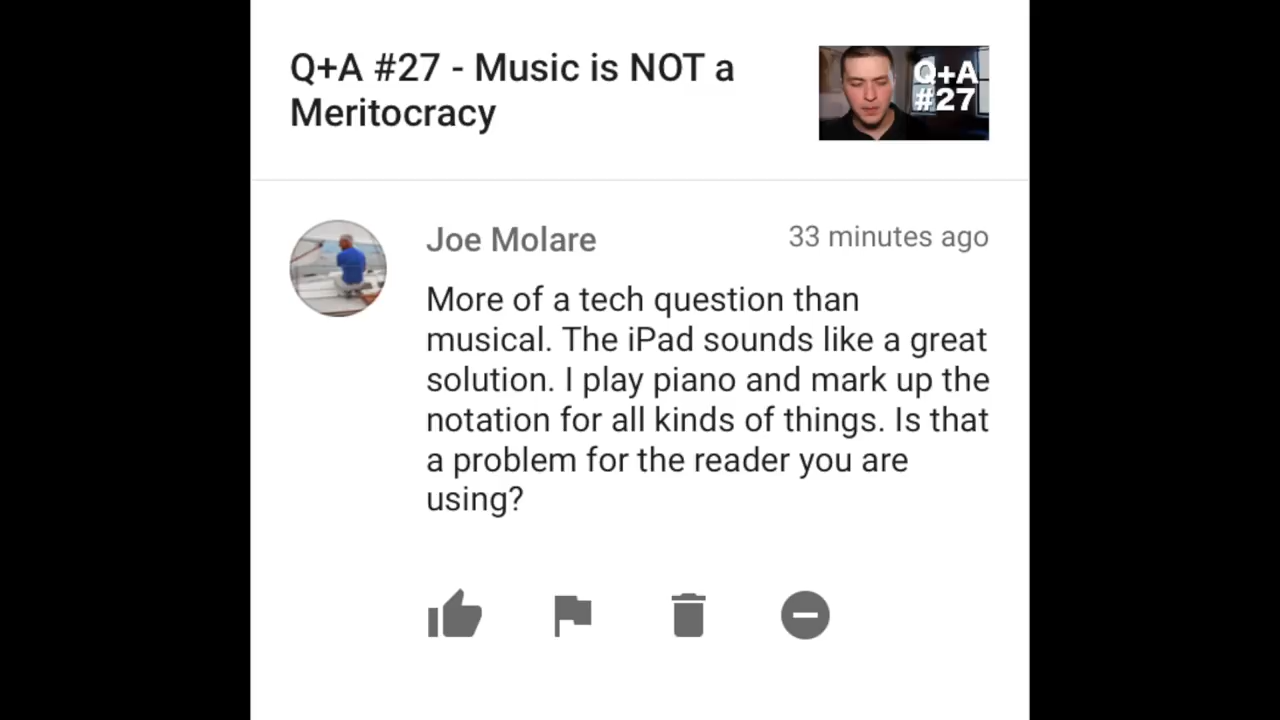 Q+A #27 - Music is NOT a
Meritocracy
Q+A
#27
Joe Molare
33 minutes ago
More of a tech question than
musical. The iPad sounds like a great
solution. I play piano and mark up the
notation for all kinds of things. Is that
a problem for the reader you are
using?